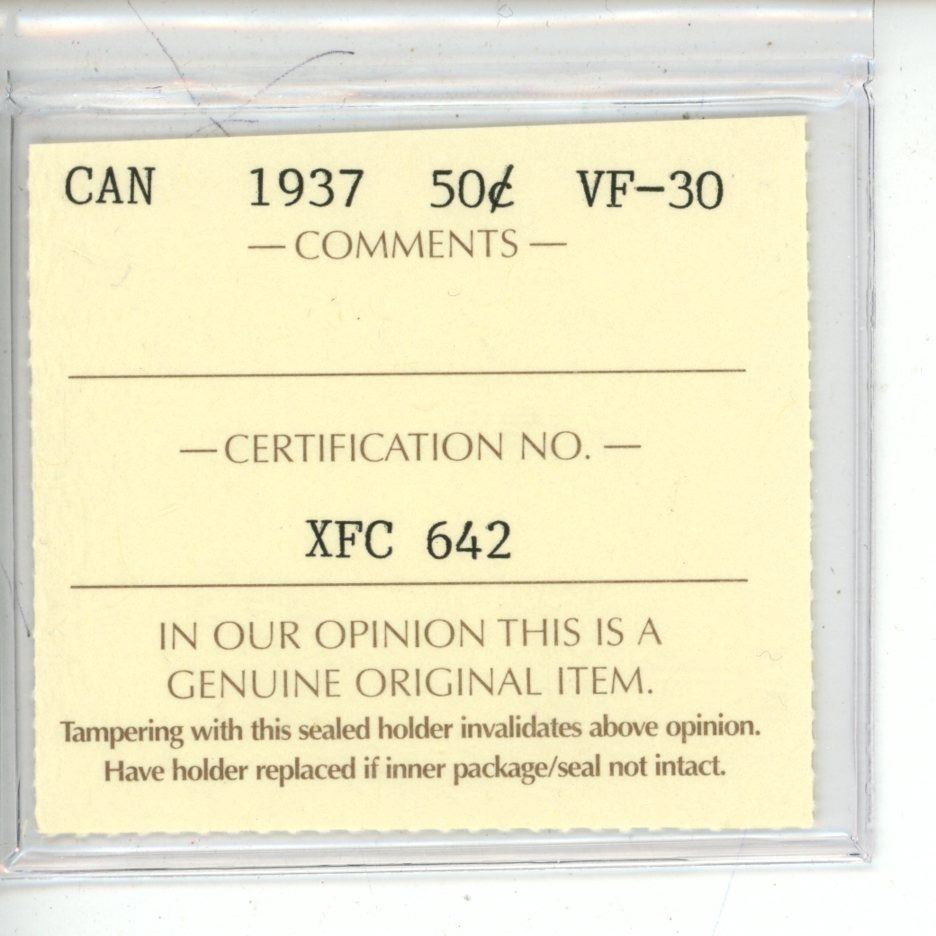 CAN 1937 50¢ VF-30
— COMMENTS —
— CERTIFICATION NO. —
XFC 642
IN OUR OPINION THIS IS A
GENUINE ORIGINAL ITEM.
Tampering with this sealed holder invalidates above opinion.
Have holder replaced if inner package/seal not intact.